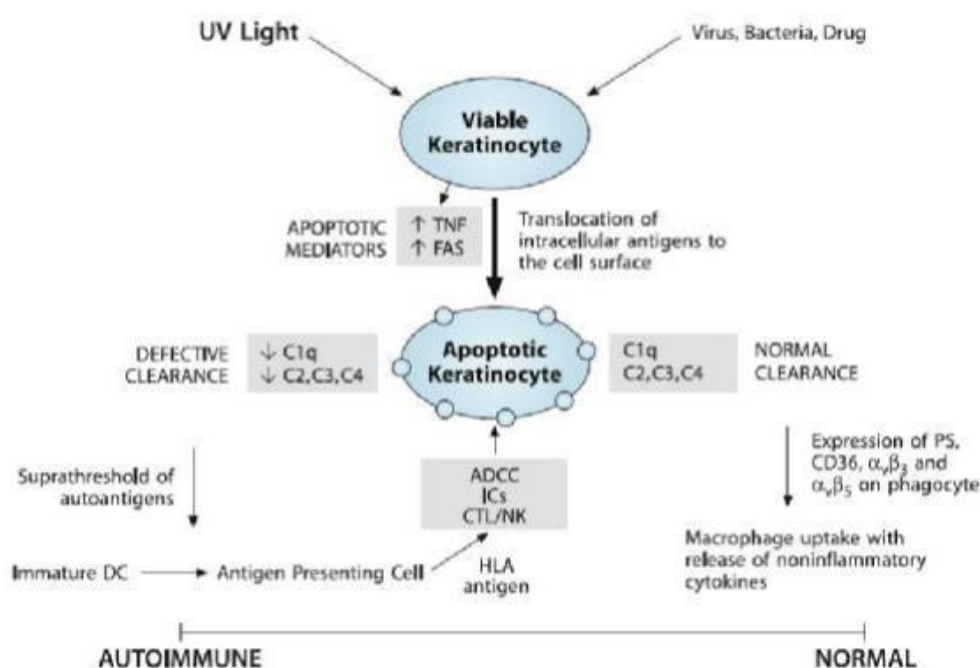 UV Light
Virus, Bacteria, Drug
Viable
Keratinocyte
APOPTOTIC
MEDIATORS
↑ TNF
↑ FAS
Translocation of
intracellular antigens to
the cell surface
DEFECTIVE
CLEARANCE
↓ C1q
↓ C2,C3,C4
Apoptotic
Keratinocyte
C1q
C2,C3,C4
NORMAL
CLEARANCE
Suprathreshold of
autoantigens
ADCC
ICs
CTL/NK
Expression of PS,
CD36, αᵥβ₃ and
αᵥβ₅ on phagocyte
Immature DC
Antigen Presenting Cell
HLA
antigen
Macrophage uptake with
release of noninflammatory
cytokines
AUTOIMMUNE
NORMAL